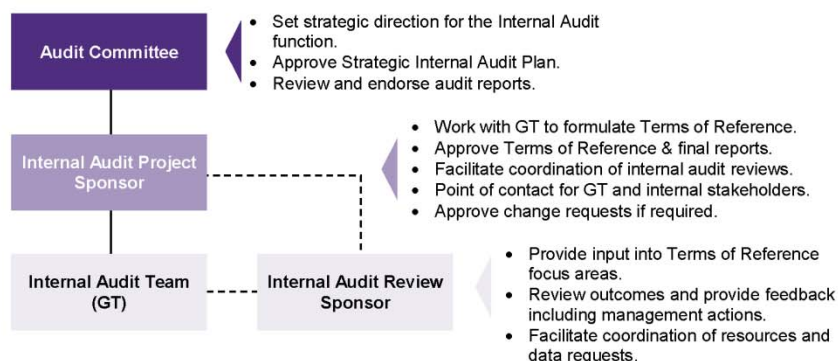 Audit Committee
• Set strategic direction for the Internal Audit
function.
• Approve Strategic Internal Audit Plan.
• Review and endorse audit reports.
Internal Audit Project
Sponsor
• Work with GT to formulate Terms of Reference.
• Approve Terms of Reference & final reports.
• Facilitate coordination of internal audit reviews.
• Point of contact for GT and internal stakeholders.
• Approve change requests if required.
Internal Audit Team
(GT)
Internal Audit Review
Sponsor
• Provide input into Terms of Reference
focus areas.
• Review outcomes and provide feedback
including management actions.
• Facilitate coordination of resources and
data requests.